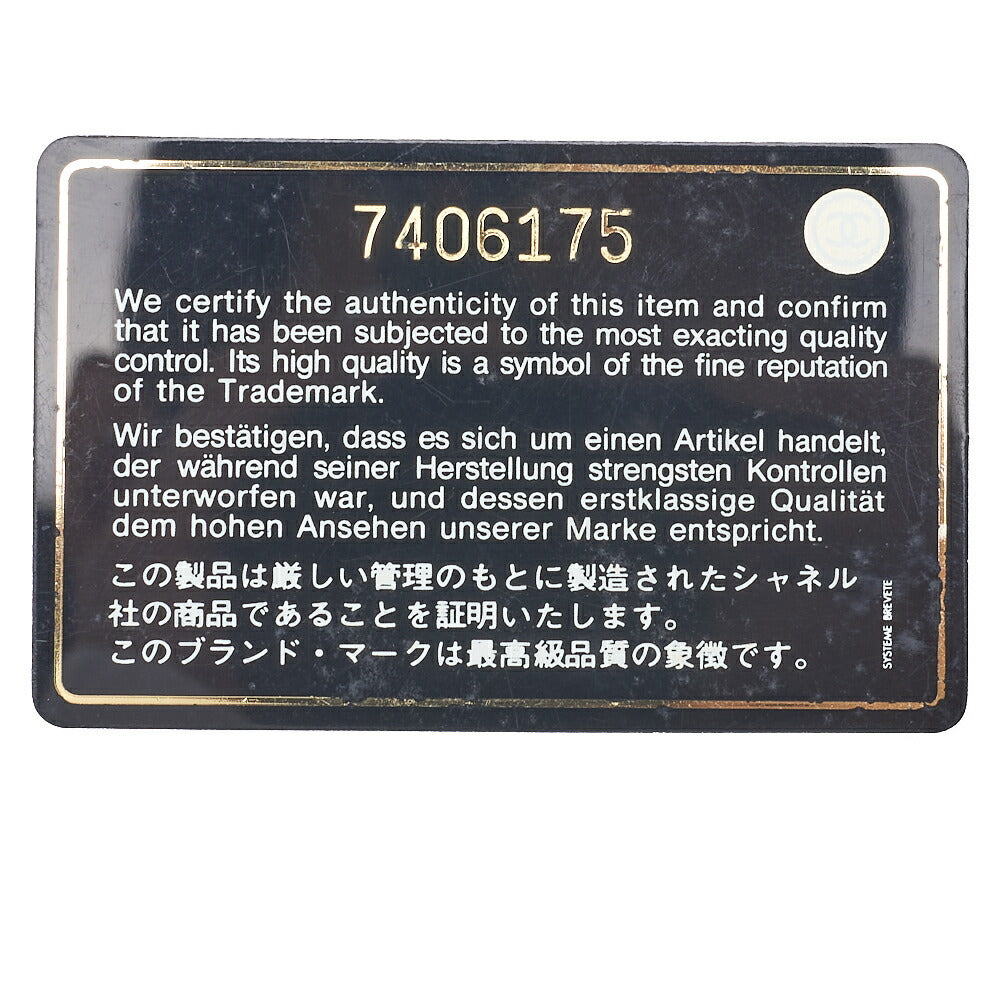 7406175
We certify the authenticity of this item and confirm
that it has been subjected to the most exacting quality
control. Its high quality is a symbol of the fine reputation
of the Trademark.
Wir bestätigen, dass es sich um einen Artikel handelt,
der während seiner Herstellung strengsten Kontrollen
unterworfen war, und dessen erstklassige Qualität
dem hohen Ansehen unserer Marke entspricht.
この製品は厳しい管理のもとに製造されたシャネル
社の商品であることを証明いたします。
このブランド・マークは最高級品質の象徴です。
SYSTEME BREVETE